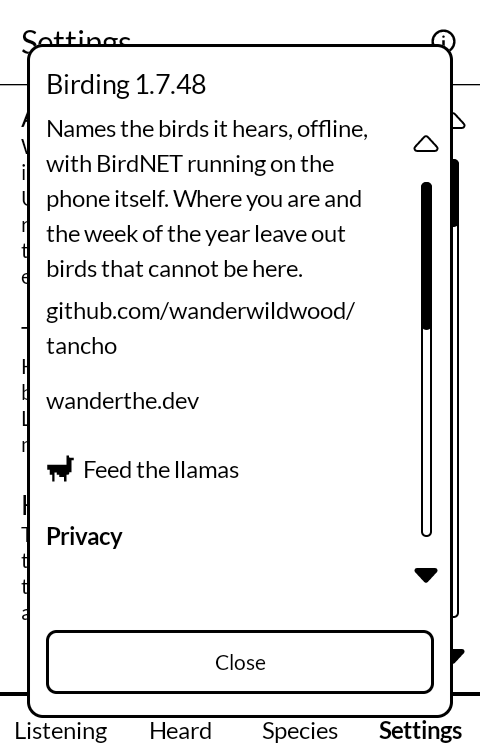 Settings
Birding 1.7.48
Names the birds it hears, offline,
with BirdNET running on the
phone itself. Where you are and
the week of the year leave out
birds that cannot be here.
github.com/wanderwildwood/
tancho
wanderthe.dev
Feed the llamas
Privacy
Close
Listening Heard Species Settings